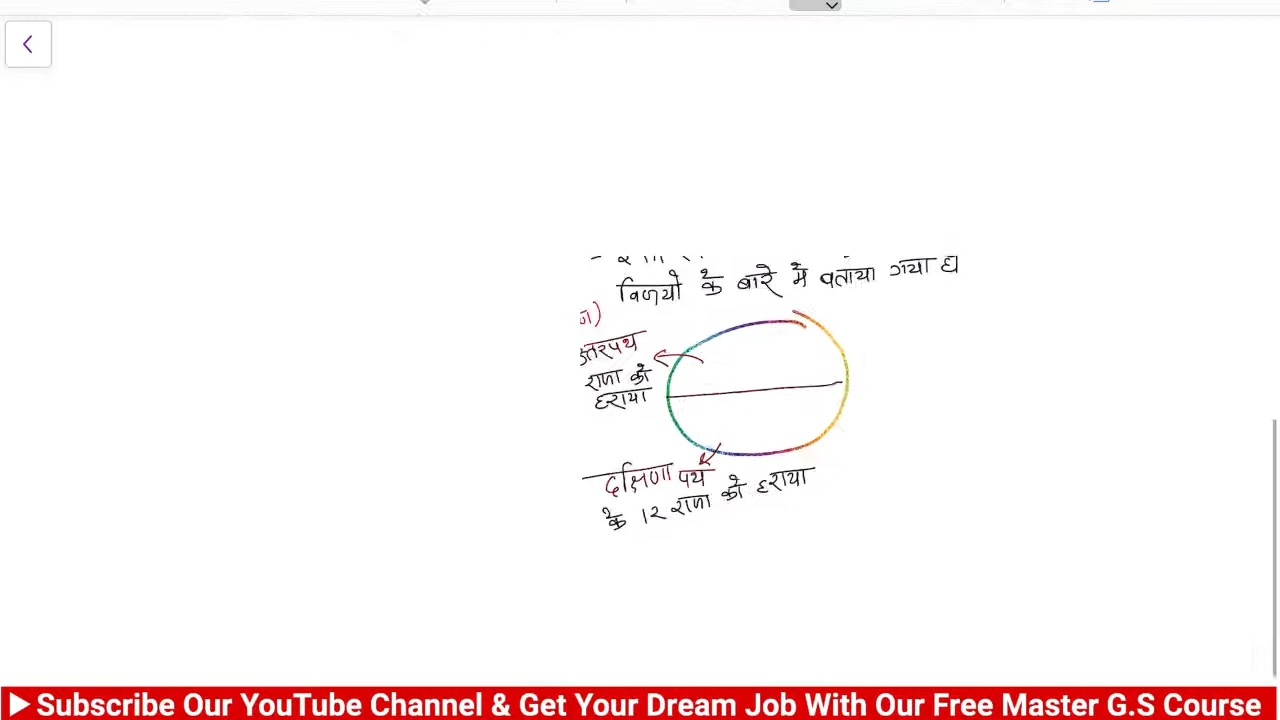 विजयो के बारे में बताया गया है
उत्तरपथ
राजा को
हराया
दक्षिणा पथ
के 12 राजा को हराया
Subscribe Our YouTube Channel & Get Your Dream Job With Our Free Master G.S Course